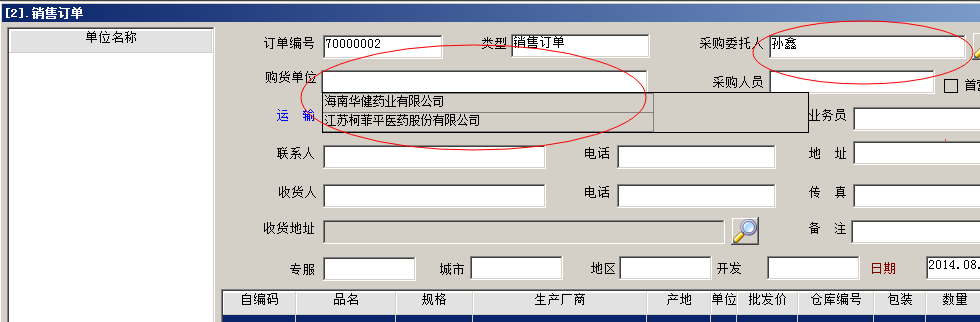 [2].销售订单
单位名称
订单编号 70000002 类型 销售订单 采购委托人 孙鑫
购货单位 采购人员 首营
海南华健药业有限公司
运 输 江苏柯菲平医药股份有限公司 业务员
联系人 电话 地 址
收货人 电话 传 真
收货地址 备 注
专服 城市 地区 开发 日期 2014.08.
自编码 品名 规格 生产厂商 产地 单位 批发价 仓库编号 包装 数量